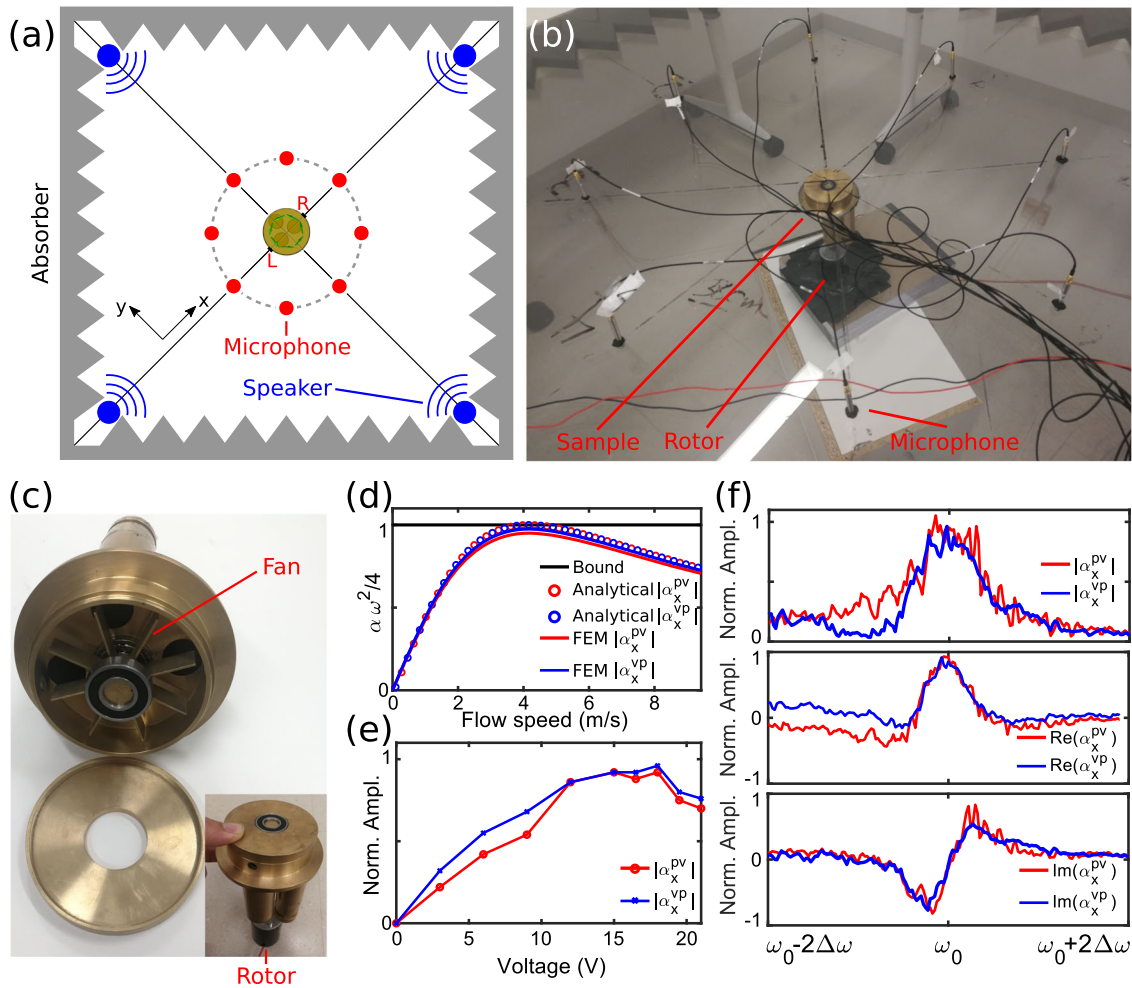 (a)
Absorber
R
L
x
y
Microphone
Speaker
(b)
Sample
Rotor
Microphone
(c)
Fan
Rotor
(d)
α ω²/4
1
0
Bound
Analytical |α_x^pv|
Analytical |α_x^vp|
FEM |α_x^pv|
FEM |α_x^vp|
0 2 4 6 8
Flow speed (m/s)
(e)
Norm. Ampl.
1
0
|α_x^pv|
|α_x^vp|
0 5 10 15 20
Voltage (V)
(f)
Norm. Ampl.
1
0
|α_x^pv|
|α_x^vp|
Norm. Ampl.
1
0
-1
Re(α_x^pv)
Re(α_x^vp)
Norm. Ampl.
1
0
-1
Im(α_x^pv)
Im(α_x^vp)
ω₀-2Δω ω₀ ω₀+2Δω